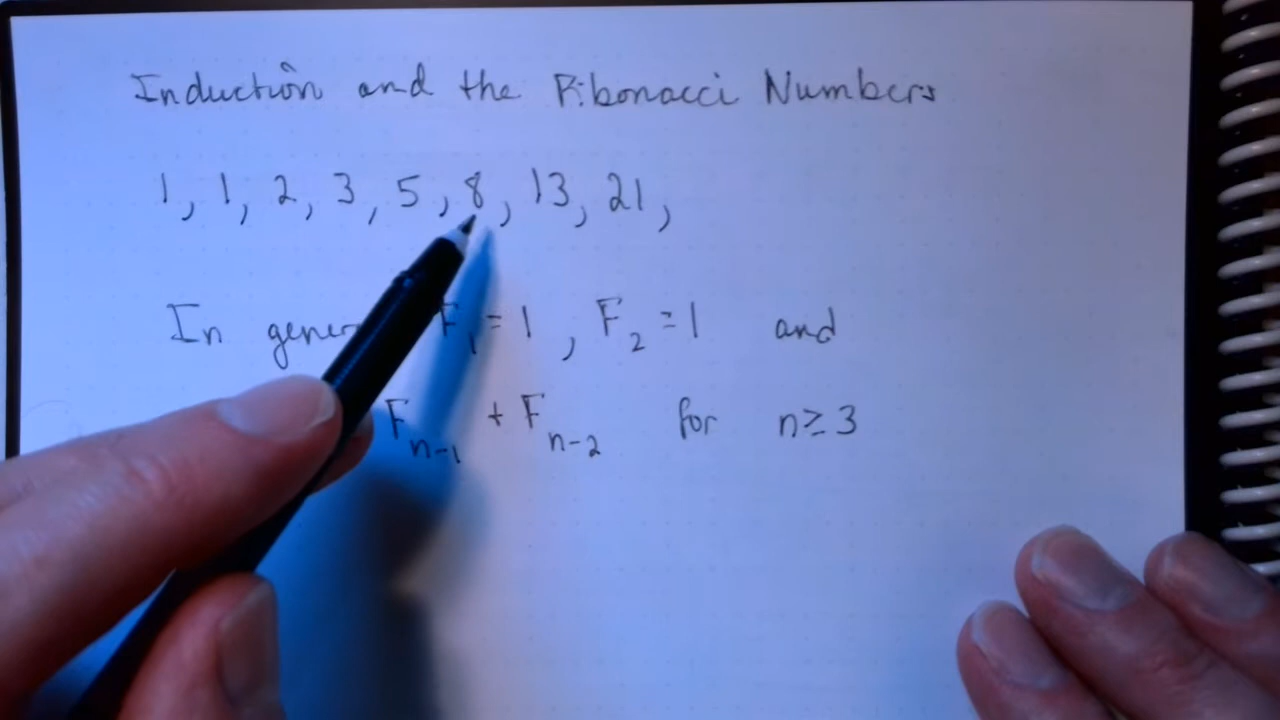 Induction and the Fibonacci Numbers
1, 1, 2, 3, 5, 8, 13, 21,
In F₁ = 1 , F₂ = 1 and
Fₙ₋₁ + Fₙ₋₂ for n ≥ 3